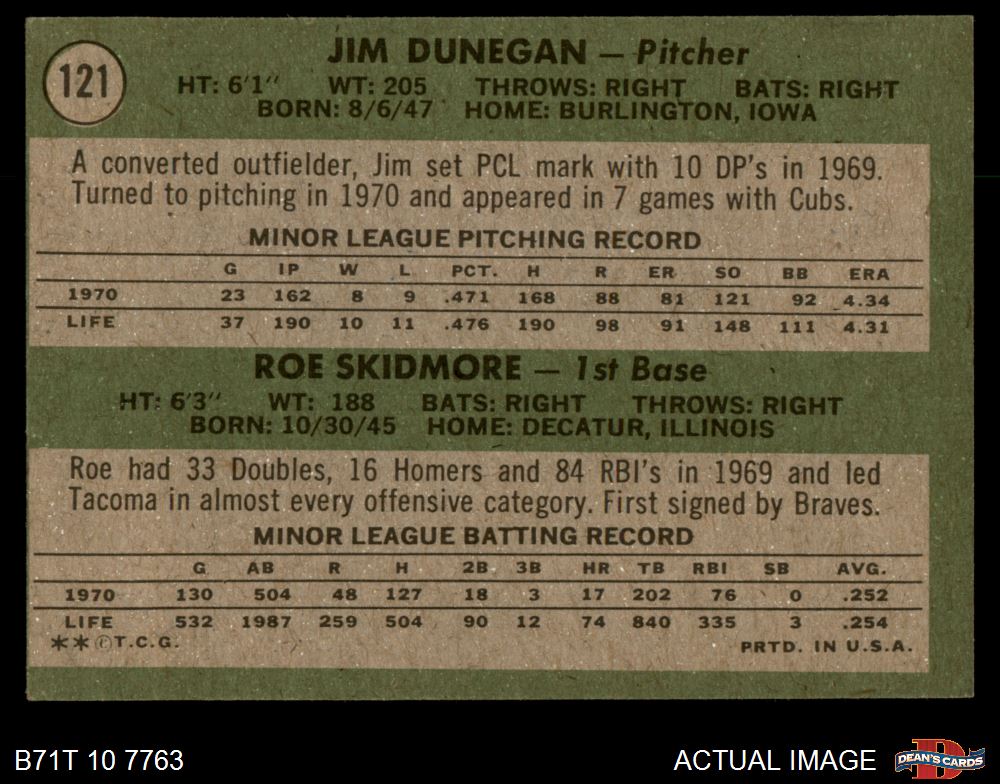 121
JIM DUNEGAN — Pitcher
HT: 6'1" WT: 205 THROWS: RIGHT BATS: RIGHT
BORN: 8/6/47 HOME: BURLINGTON, IOWA
A converted outfielder, Jim set PCL mark with 10 DP's in 1969.
Turned to pitching in 1970 and appeared in 7 games with Cubs.
MINOR LEAGUE PITCHING RECORD
G IP W L PCT. H R ER SO BB ERA
1970 23 162 8 9 .471 168 88 81 121 92 4.34
LIFE 37 190 10 11 .476 190 98 91 148 111 4.31
ROE SKIDMORE — 1st Base
HT: 6'3" WT: 188 BATS: RIGHT THROWS: RIGHT
BORN: 10/30/45 HOME: DECATUR, ILLINOIS
Roe had 33 Doubles, 16 Homers and 84 RBI's in 1969 and led
Tacoma in almost every offensive category. First signed by Braves.
MINOR LEAGUE BATTING RECORD
G AB R H 2B 3B HR TB RBI SB AVG.
1970 130 504 48 127 18 3 17 202 76 0 .252
LIFE 532 1987 259 504 90 12 74 840 335 3 .254
** ©T.C.G. PRTD. IN U.S.A.
B71T 10 7763 ACTUAL IMAGE D DEAN'S CARDS